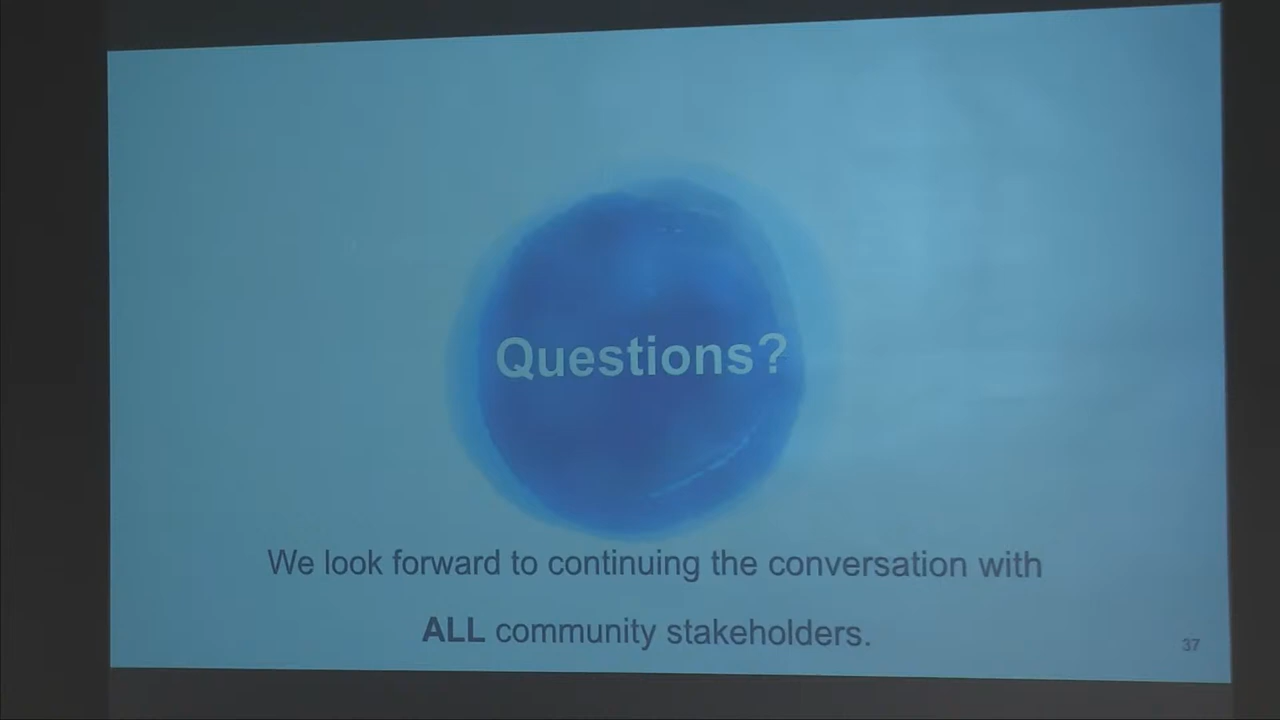 Questions?
We look forward to continuing the conversation with
ALL community stakeholders.
37